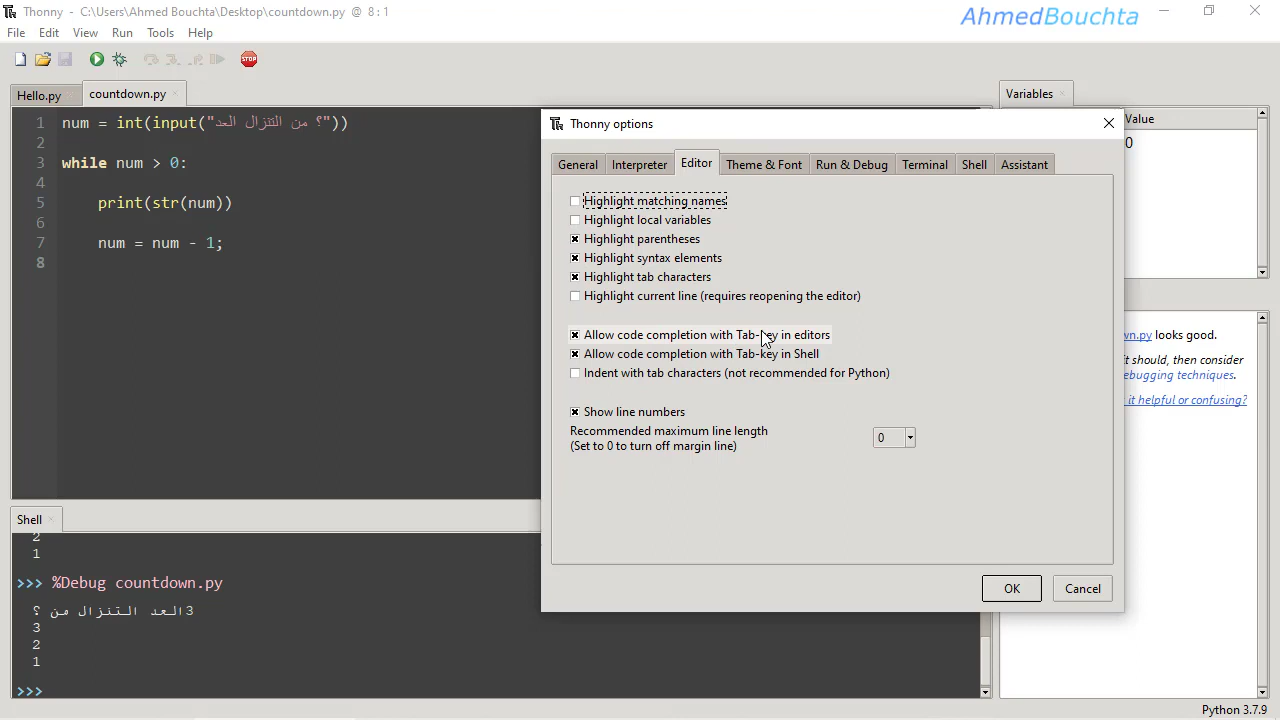 Thonny - C:\Users\Ahmed Bouchta\Desktop\countdown.py @ 8 : 1
AhmedBouchta
File Edit View Run Tools Help
STOP
Hello.py countdown.py
1 num = int(input("العد التنزال من ؟"))
2
3 while num > 0:
4
5 print(str(num))
6
7 num = num - 1;
8
Variables
Value
0
Thonny options
General Interpreter Editor Theme & Font Run & Debug Terminal Shell Assistant
Highlight matching names
Highlight local variables
Highlight parentheses
Highlight syntax elements
Highlight tab characters
Highlight current line (requires reopening the editor)
Allow code completion with Tab-key in editors
Allow code completion with Tab-key in Shell
Indent with tab characters (not recommended for Python)
Show line numbers
Recommended maximum line length
(Set to 0 to turn off margin line)
0
OK Cancel
wn.py looks good.
it should, then consider
ebugging techniques.
it helpful or confusing?
Shell
2
1
>>> %Debug countdown.py
العد التنزال من ؟3
3
2
1
>>>
Python 3.7.9